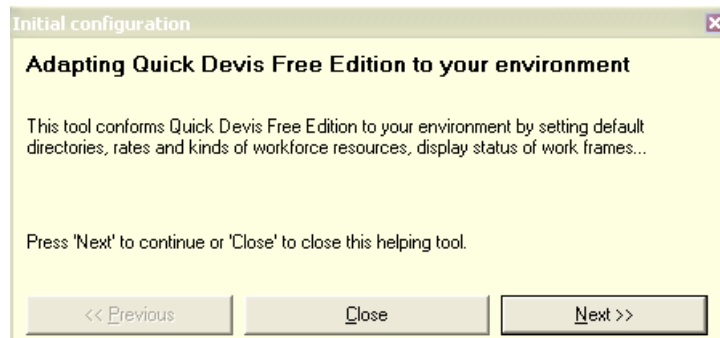 Initial configuration
Adapting Quick Devis Free Edition to your environment
This tool conforms Quick Devis Free Edition to your environment by setting default
directories, rates and kinds of workforce resources, display status of work frames...
Press 'Next' to continue or 'Close' to close this helping tool.
<< Previous
Close
Next >>